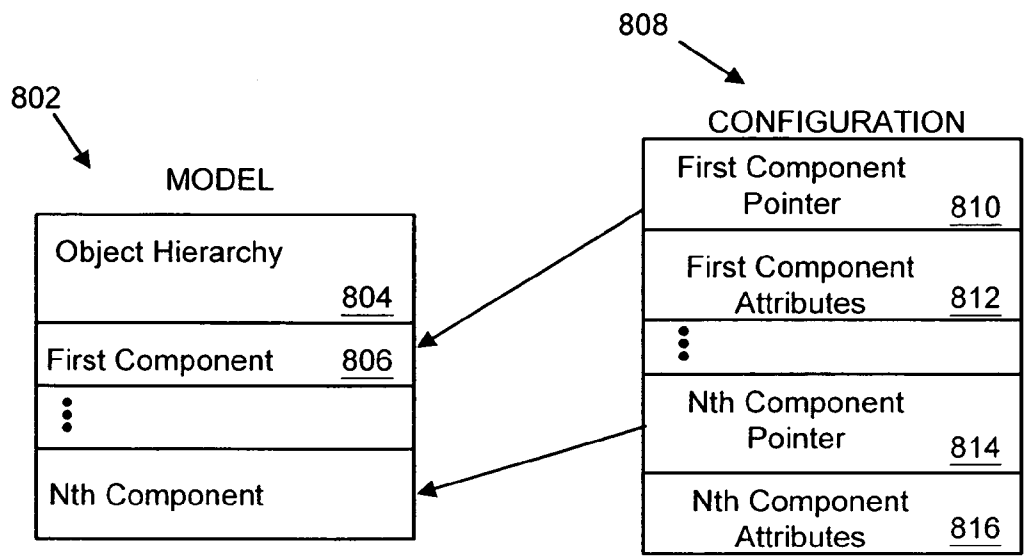 802
MODEL
Object Hierarchy
804
First Component 806
Nth Component
808
CONFIGURATION
First Component
Pointer 810
First Component
Attributes 812
Nth Component
Pointer 814
Nth Component
Attributes 816